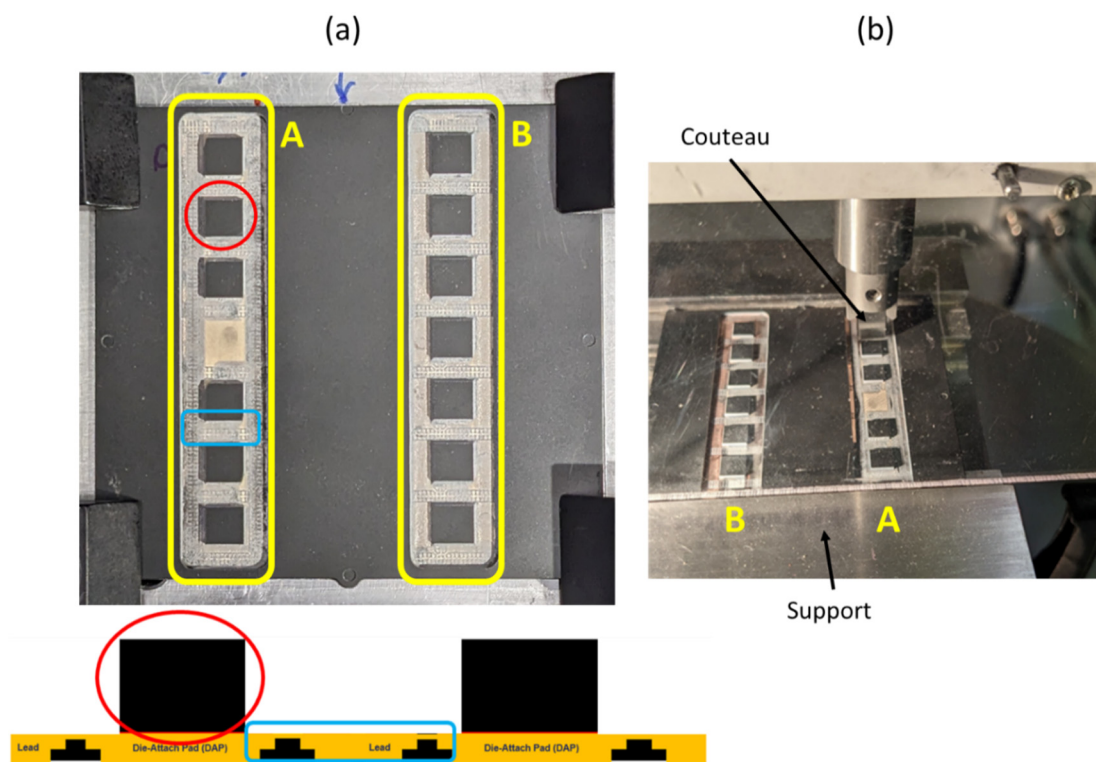 (a)
(b)
A
B
Couteau
B
A
Support
Lead
Die-Attach Pad (DAP)
Lead
Die-Attach Pad (DAP)